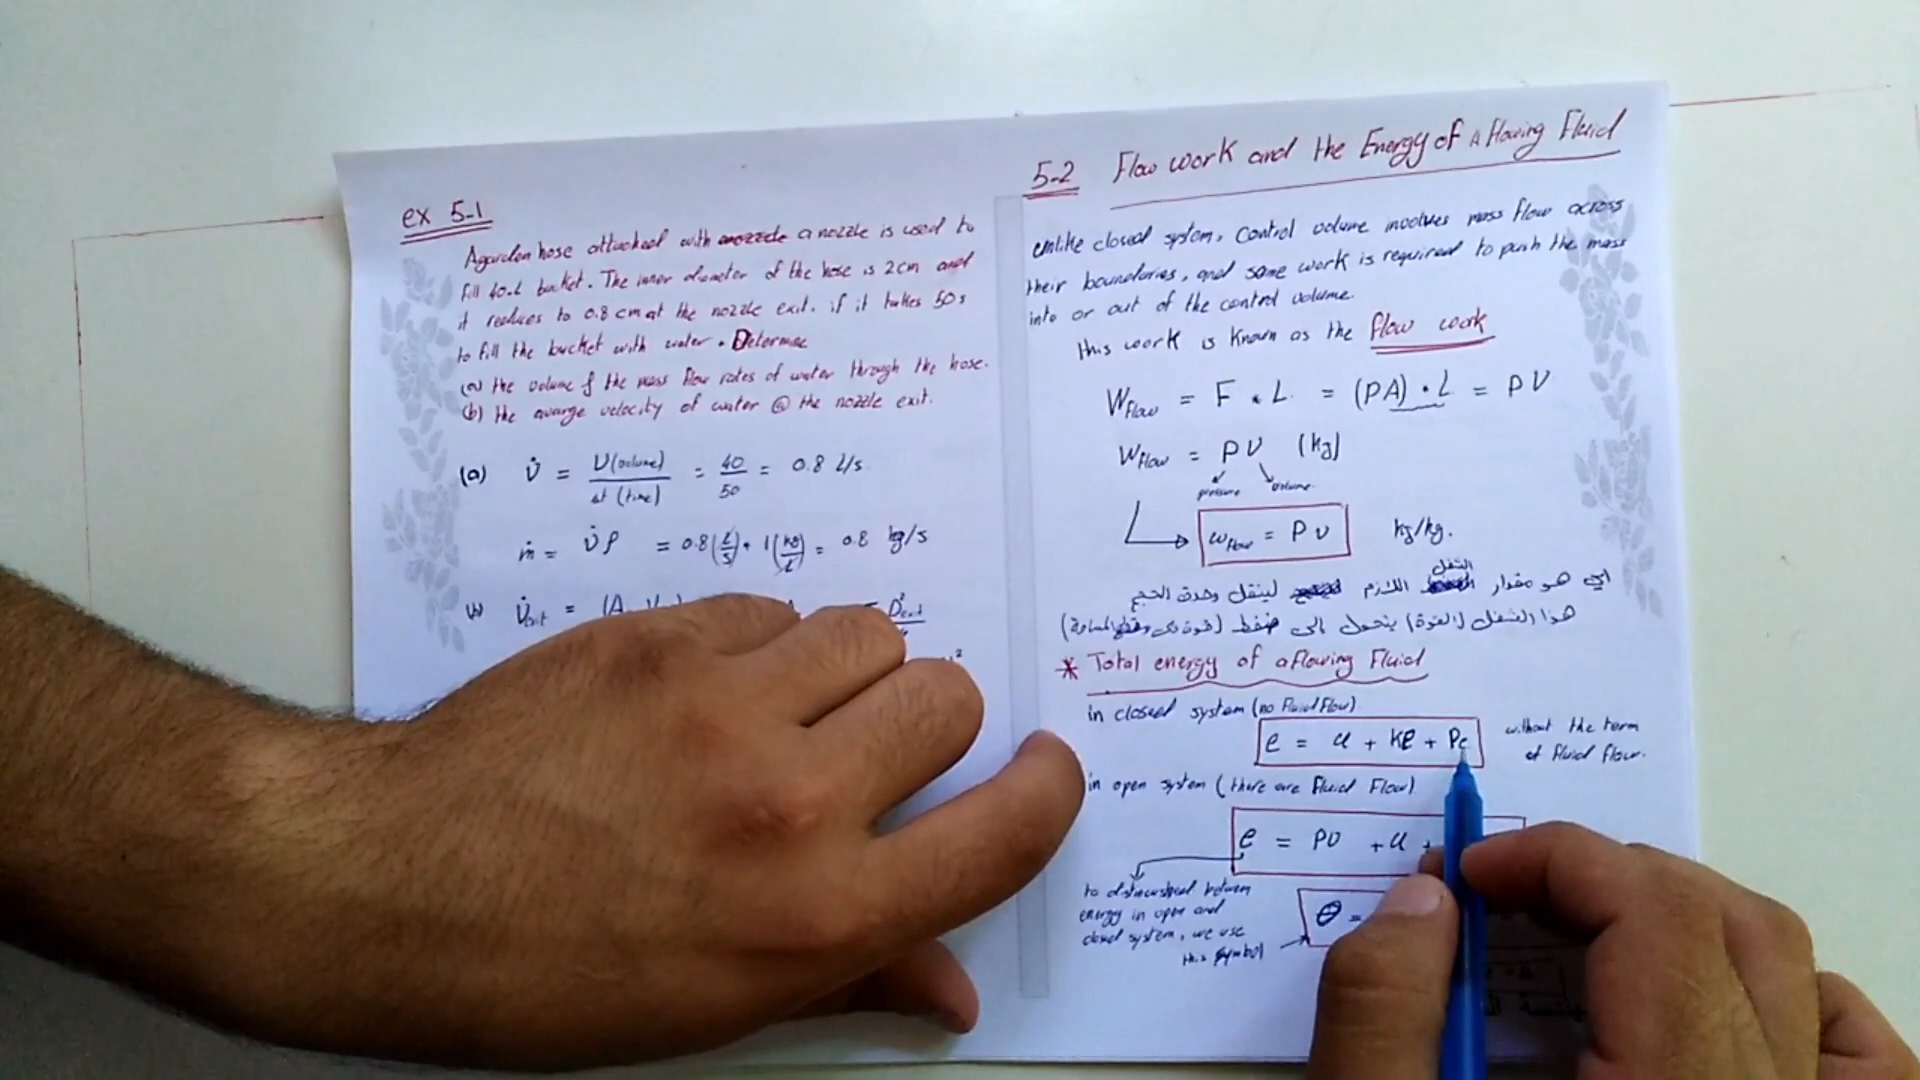 ex 5-1
A garden hose attached with a nozzle is used to
fill 40-L bucket. The inner diameter of the hose is 2cm and
it reduces to 0.8 cm at the nozzle exit. if it takes 50 s
to fill the bucket with water. Determine
(a) the volume & the mass flow rates of water through the hose.
(b) the avarge velocity of water @ the nozzle exit.
(a) V̇ = V(volume) / Δt (time) = 40/50 = 0.8 L/s
ṁ = V̇ρ = 0.8 (L/s) * 1 (kg/L) = 0.8 kg/s
(b) V̇exit = (A
5-2 Flow work and the Energy of A flowing Fluid
Unlike closed system, Control volume involves mass flow across
their boundaries, and some work is required to push the mass
into or out of the control volume.
this work is known as the flow work
Wflow = F * L = (PA) * L = PV
Wflow = PV (kJ)
pressure volume
wflow = Pv kJ/kg.
اي هو مقدار الشغل اللازم لينقل وحدة الحجم
هذا الشغل (القوة) يتحول إلى ضغط
* Total energy of a flowing Fluid
in closed system (no Fluid Flow)
e = u + ke + Pe
without the term
of fluid flow.
in open system (there are Fluid Flow)
e = Pv + u +
to distinushed between
energy in open and
closed system, we use
this symbol
θ =